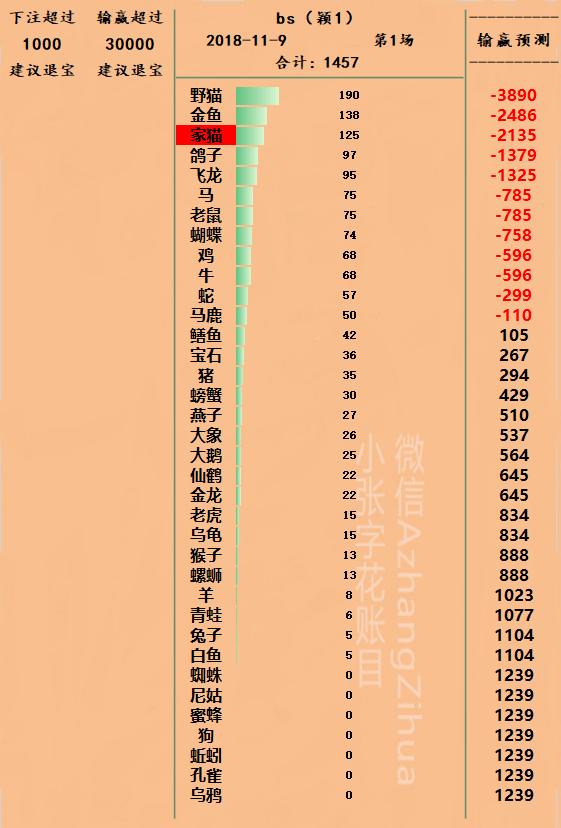 下注超过 输赢超过
1000 30000
建议退宝 建议退宝
bs（颖1）
2018-11-9 第1场
合计：1457
输赢预测
野猫 190 -3890
金鱼 138 -2486
家猫 125 -2135
鸽子 97 -1379
飞龙 95 -1325
马 75 -785
老鼠 75 -785
蝴蝶 74 -758
鸡 68 -596
牛 68 -596
蛇 57 -299
马鹿 50 -110
鳝鱼 42 105
宝石 36 267
猪 35 294
螃蟹 30 429
燕子 27 510
大象 26 537
大鹅 25 564
仙鹤 22 645
金龙 22 645
老虎 15 834
乌龟 15 834
猴子 13 888
螺蛳 13 888
羊 8 1023
青蛙 6 1077
兔子 5 1104
白鱼 5 1104
蜘蛛 0 1239
尼姑 0 1239
蜜蜂 0 1239
狗 0 1239
蚯蚓 0 1239
孔雀 0 1239
乌鸦 0 1239
微信AzhangZihua
小张字花账目